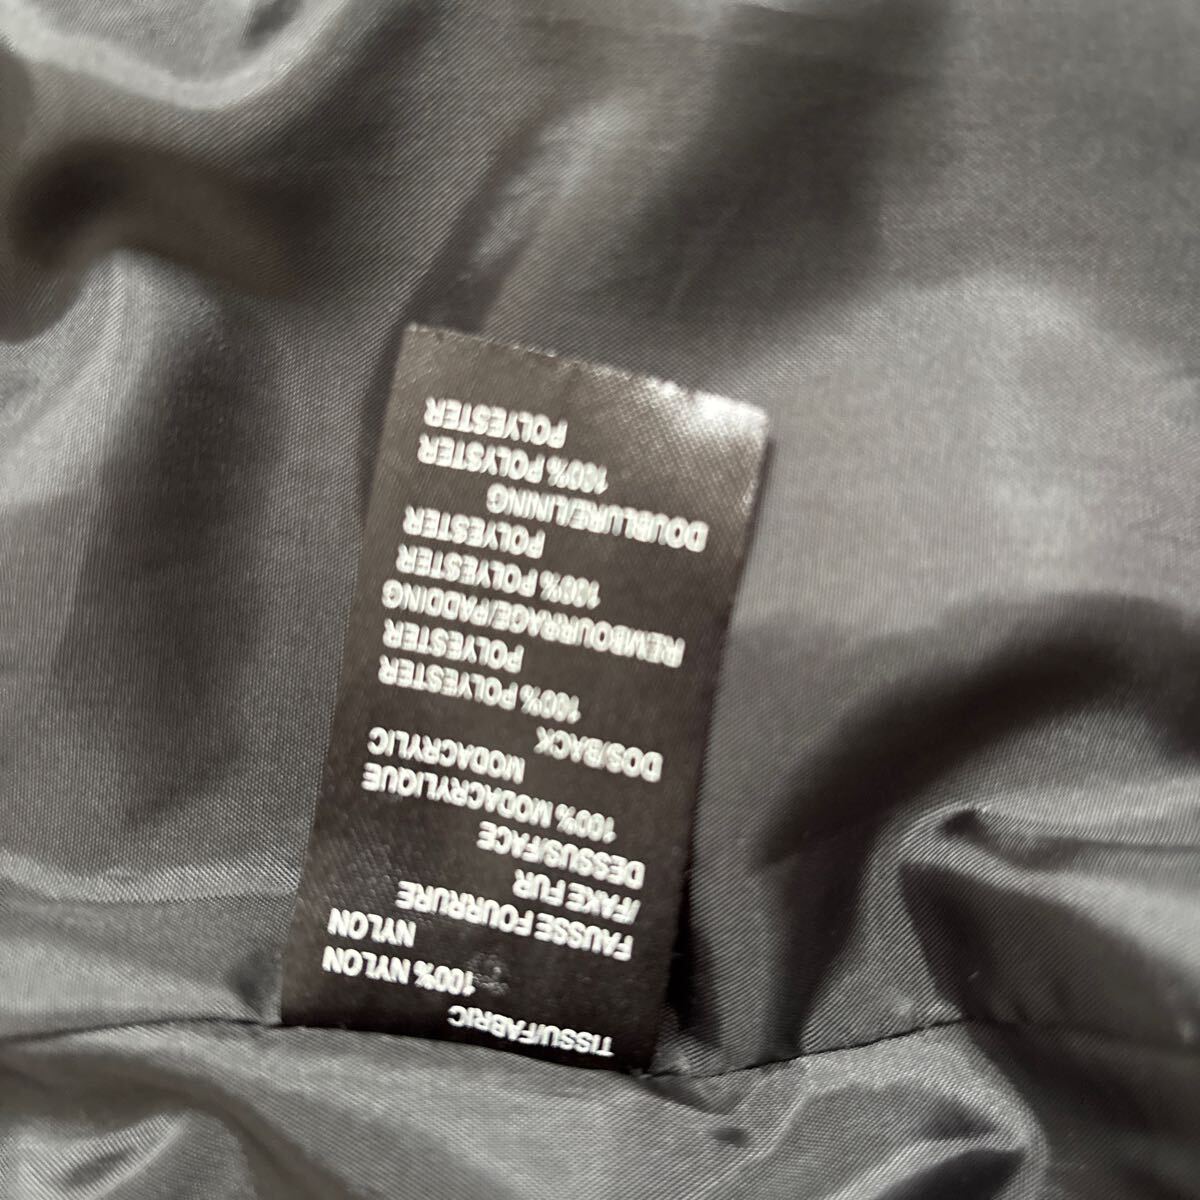 TISSU/FABRIC
100% NYLON
NYLON
FAUSSE FOURRURE
/FAKE FUR
DESSUS/FACE
100% MODACRYLIQUE
MODACRYLIC
DOS/BACK
100% POLYESTER
POLYESTER
REMBOURRAGE/PADDING
100% POLYESTER
POLYESTER
DOUBLURE/LINING
100% POLYSTER
POLYESTER